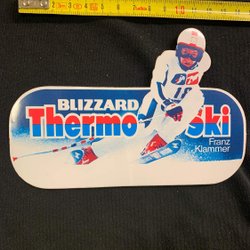 BLIZZARD
Thermo Ski
Franz
Klammer